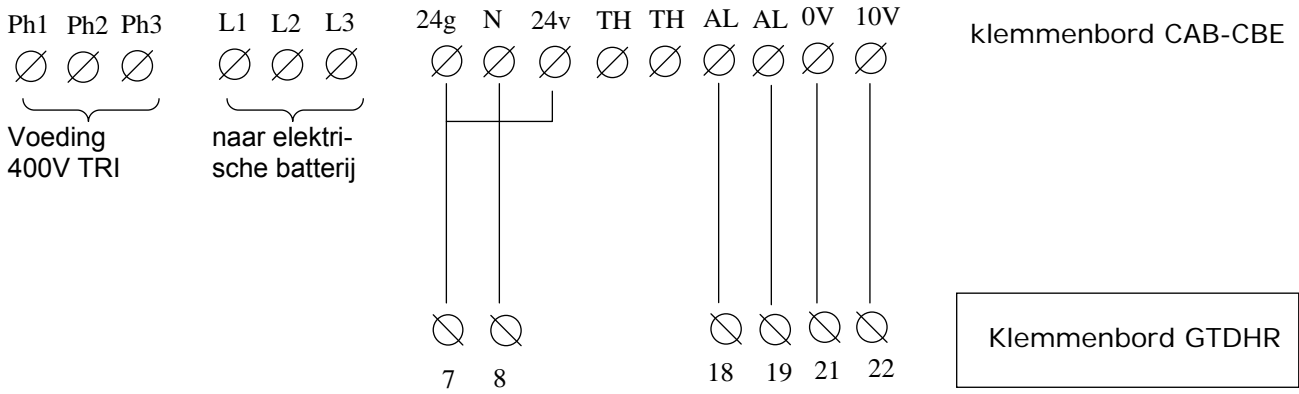 Ph1 Ph2 Ph3 L1 L2 L3 24g N 24v TH TH AL AL 0V 10V
klemmenbord CAB-CBE
Voeding
400V TRI
naar elektri-
sche batterij
Klemmenbord GTDHR
7 8 18 19 21 22